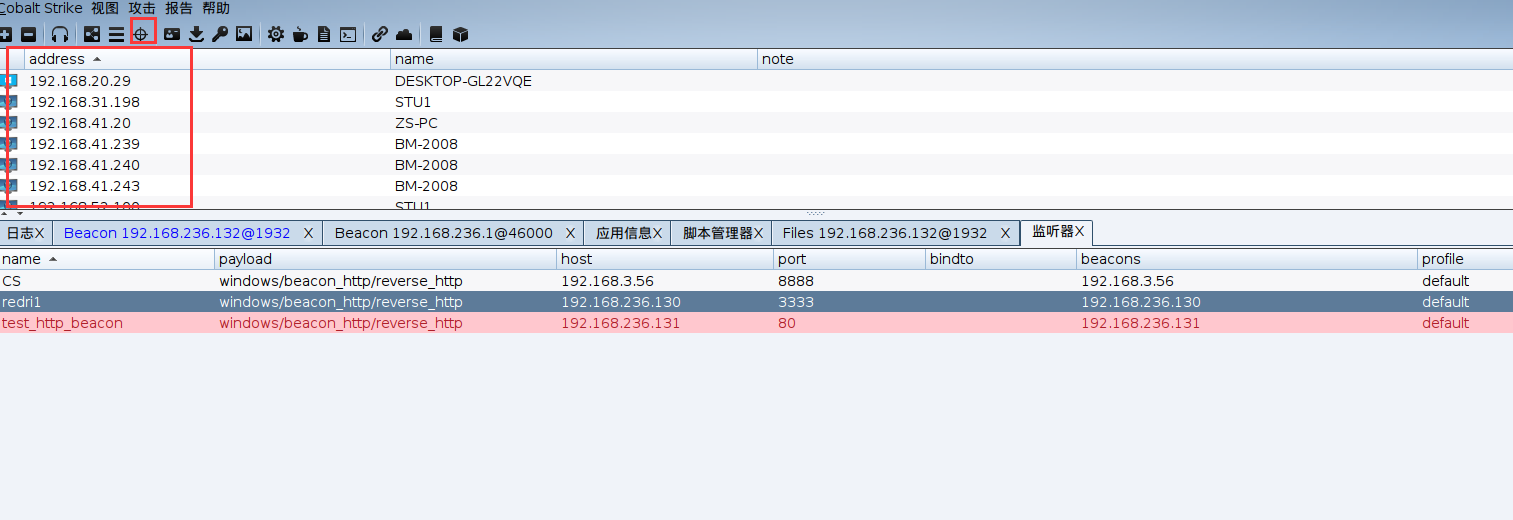 Cobalt Strike 视图 攻击 报告 帮助
address name note
192.168.20.29 DESKTOP-GL22VQE
192.168.31.198 STU1
192.168.41.20 ZS-PC
192.168.41.239 BM-2008
192.168.41.240 BM-2008
192.168.41.243 BM-2008
STU1
日志X Beacon 192.168.236.132@1932 X Beacon 192.168.236.1@46000 X 应用信息X 脚本管理器X Files 192.168.236.132@1932 X 监听器X
name payload host port bindto beacons profile
CS windows/beacon_http/reverse_http 192.168.3.56 8888 192.168.3.56 default
redri1 windows/beacon_http/reverse_http 192.168.236.130 3333 192.168.236.130 default
test_http_beacon windows/beacon_http/reverse_http 192.168.236.131 80 192.168.236.131 default